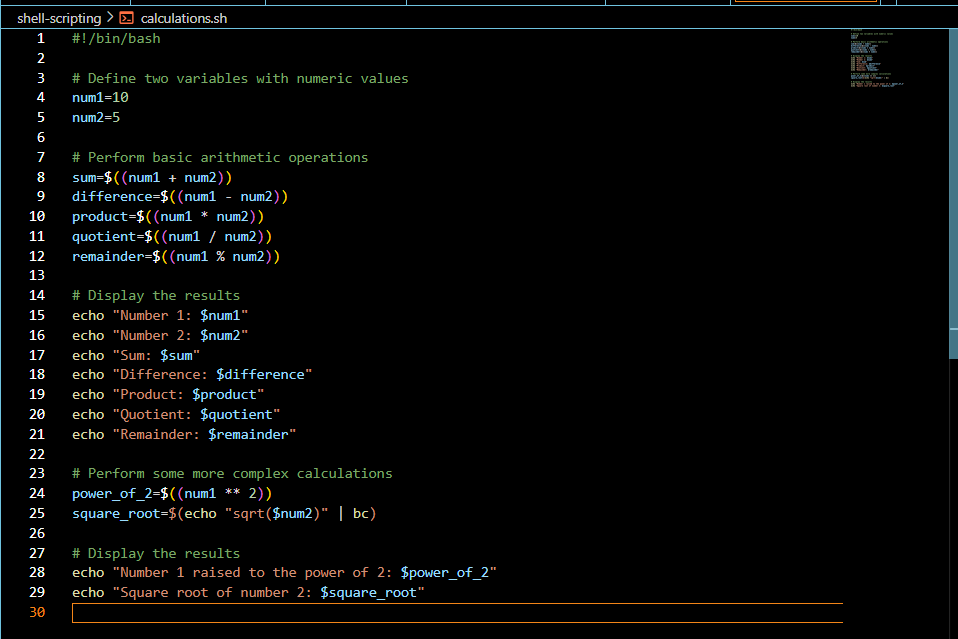 shell-scripting > calculations.sh
1 #!/bin/bash
2
3 # Define two variables with numeric values
4 num1=10
5 num2=5
6
7 # Perform basic arithmetic operations
8 sum=$((num1 + num2))
9 difference=$((num1 - num2))
10 product=$((num1 * num2))
11 quotient=$((num1 / num2))
12 remainder=$((num1 % num2))
13
14 # Display the results
15 echo "Number 1: $num1"
16 echo "Number 2: $num2"
17 echo "Sum: $sum"
18 echo "Difference: $difference"
19 echo "Product: $product"
20 echo "Quotient: $quotient"
21 echo "Remainder: $remainder"
22
23 # Perform some more complex calculations
24 power_of_2=$((num1 ** 2))
25 square_root=$(echo "sqrt($num2)" | bc)
26
27 # Display the results
28 echo "Number 1 raised to the power of 2: $power_of_2"
29 echo "Square root of number 2: $square_root"
30